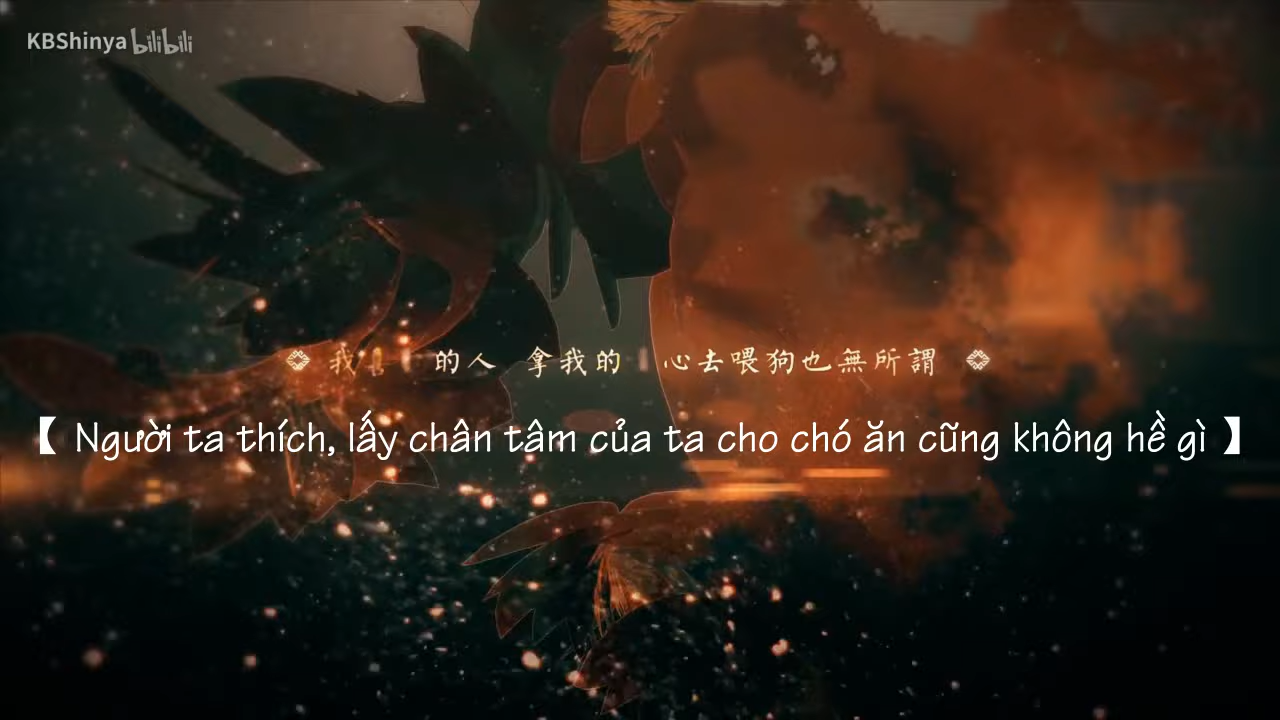 KBShinya bilibili
我 的人 拿我的 心去喂狗也無所謂
【 Người ta thích, lấy chân tâm của ta cho chó ăn cũng không hề gì 】